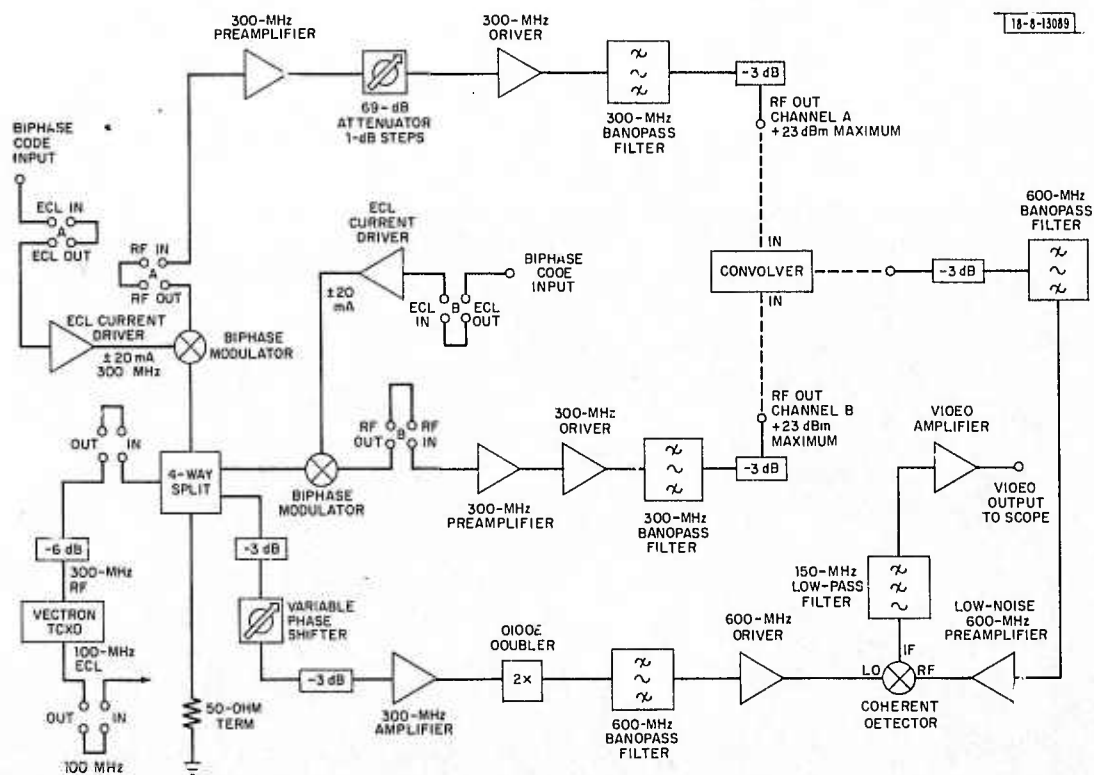 18-8-13089
300-MHz
PREAMPLIFIER
69-dB
ATTENUATOR
1-dB STEPS
300-MHz
ORIVER
300-MHz
BANOPASS
FILTER
-3 dB
RF OUT
CHANNEL A
+23 dBm MAXIMUM
BIPHASE
CODE
INPUT
ECL IN
A
ECL OUT
RF IN
A
RF OUT
ECL CURRENT
DRIVER
±20 mA
300 MHz
BIPHASE
MODULATOR
ECL
CURRENT
DRIVER
±20
mA
ECL
IN
B
ECL
OUT
BIPHASE
CODE
INPUT
IN
CONVOLVER
IN
-3 dB
600-MHz
BANOPASS
FILTER
RF OUT
CHANNEL B
+23 dBm
MAXIMUM
-3 dB
OUT
IN
4-WAY
SPLIT
BIPHASE
MODULATOR
RF
OUT
B
RF
IN
300-MHz
PREAMPLIFIER
300-MHz
DRIVER
300-MHz
BANOPASS
FILTER
VIOEO
AMPLIFIER
VIOEO
OUTPUT
TO SCOPE
-6 dB
300-MHz
RF
VECTRON
TCXO
100-MHz
ECL
OUT
IN
100 MHz
50-OHM
TERM
-3 dB
VARIABLE
PHASE
SHIFTER
-3 dB
300-MHz
AMPLIFIER
O100E
OOUBLER
2×
600-MHz
BANOPASS
FILTER
600-MHz
ORIVER
150-MHz
LOW-PASS
FILTER
IF
LO
RF
COHERENT
DETECTOR
LOW-NOISE
600-MHz
PREAMPLIFIER